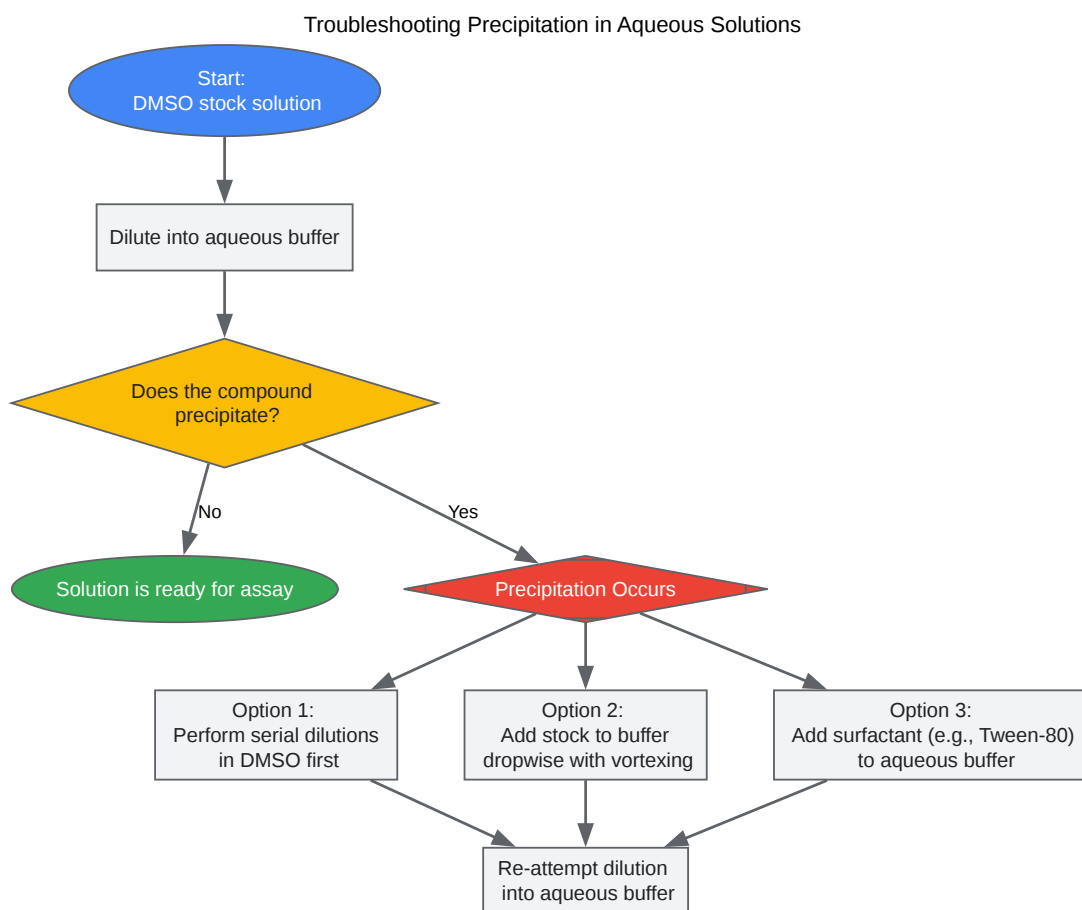 Troubleshooting Precipitation in Aqueous Solutions
Start:
DMSO stock solution
Dilute into aqueous buffer
Does the compound
precipitate?
No
Yes
Solution is ready for assay
Precipitation Occurs
Option 1:
Perform serial dilutions
in DMSO first
Option 2:
Add stock to buffer
dropwise with vortexing
Option 3:
Add surfactant (e.g., Tween-80)
to aqueous buffer
Re-attempt dilution
into aqueous buffer